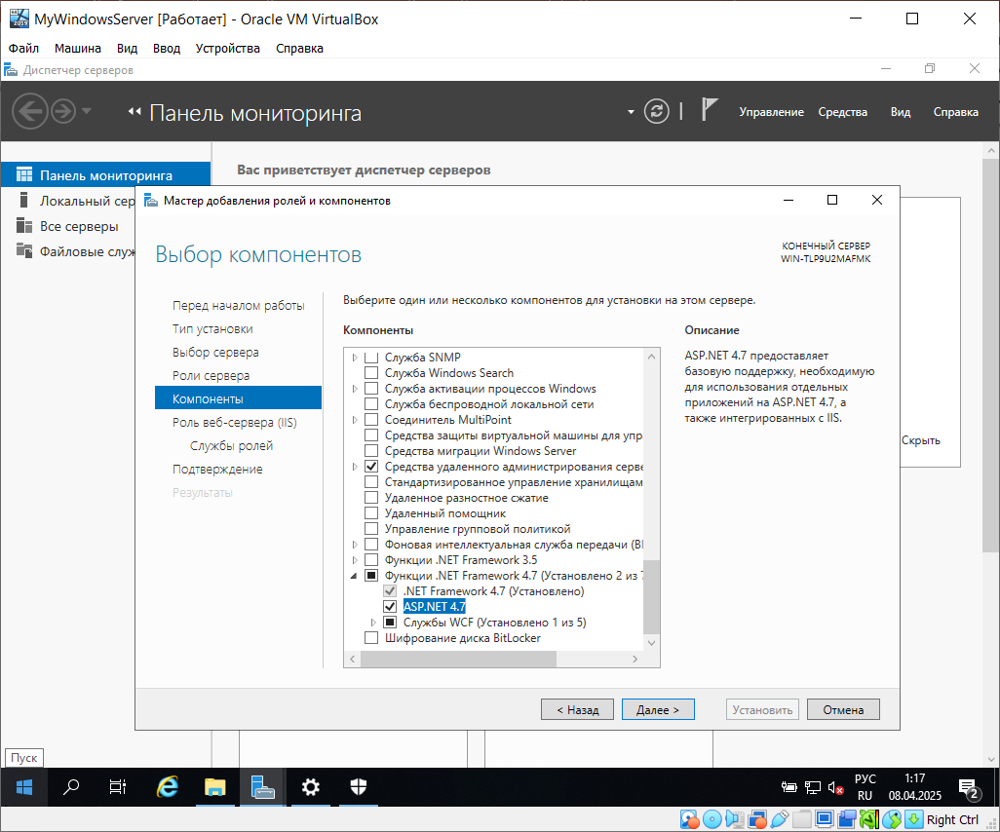 MyWindowsServer [Работает] - Oracle VM VirtualBox
Файл Машина Вид Ввод Устройства Справка
Диспетчер серверов
Панель мониторинга
Управление Средства Вид Справка
Панель мониторинга
Локальный сер
Все серверы
Файловые служ
Вас приветствует диспетчер серверов
Скрыть
Мастер добавления ролей и компонентов
Выбор компонентов
КОНЕЧНЫЙ СЕРВЕР
WIN-TLP9U2MAFMK
Перед началом работы
Тип установки
Выбор сервера
Роли сервера
Компоненты
Роль веб-сервера (IIS)
Службы ролей
Подтверждение
Результаты
Выберите один или несколько компонентов для установки на этом сервере.
Компоненты
Служба SNMP
Служба Windows Search
Служба активации процессов Windows
Служба беспроводной локальной сети
Соединитель MultiPoint
Средства защиты виртуальной машины для упр
Средства миграции Windows Server
Средства удаленного администрирования серве
Стандартизированное управление хранилищам
Удаленное разностное сжатие
Удаленный помощник
Управление групповой политикой
Фоновая интеллектуальная служба передачи (BI
Функции .NET Framework 3.5
Функции .NET Framework 4.7 (Установлено 2 из 7
.NET Framework 4.7 (Установлено)
ASP.NET 4.7
Службы WCF (Установлено 1 из 5)
Шифрование диска BitLocker
Описание
ASP.NET 4.7 предоставляет
базовую поддержку, необходимую
для использования отдельных
приложений на ASP.NET 4.7, а
также интегрированных с IIS.
< Назад Далее > Установить Отмена
Пуск
РУС
RU
1:17
08.04.2025
2
Right Ctrl